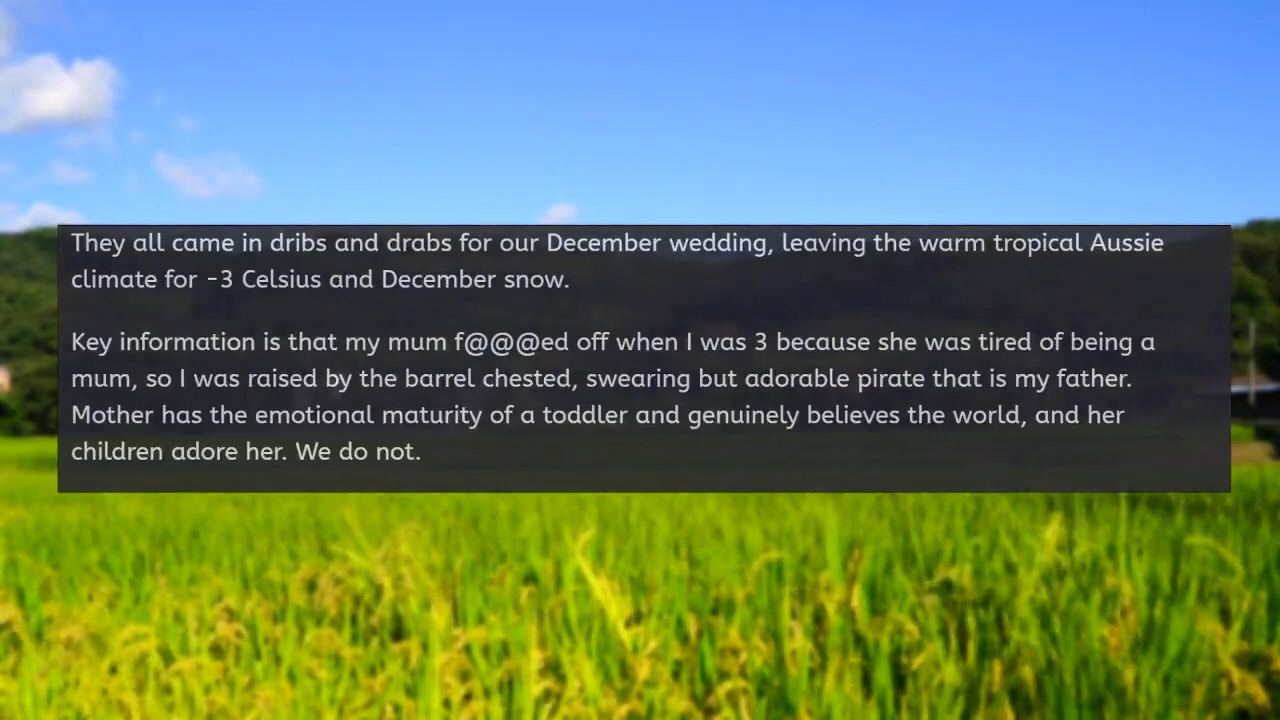 They all came in dribs and drabs for our December wedding, leaving the warm tropical Aussie
climate for -3 Celsius and December snow.
Key information is that my mum f@@@ed off when I was 3 because she was tired of being a
mum, so I was raised by the barrel chested, swearing but adorable pirate that is my father.
Mother has the emotional maturity of a toddler and genuinely believes the world, and her
children adore her. We do not.